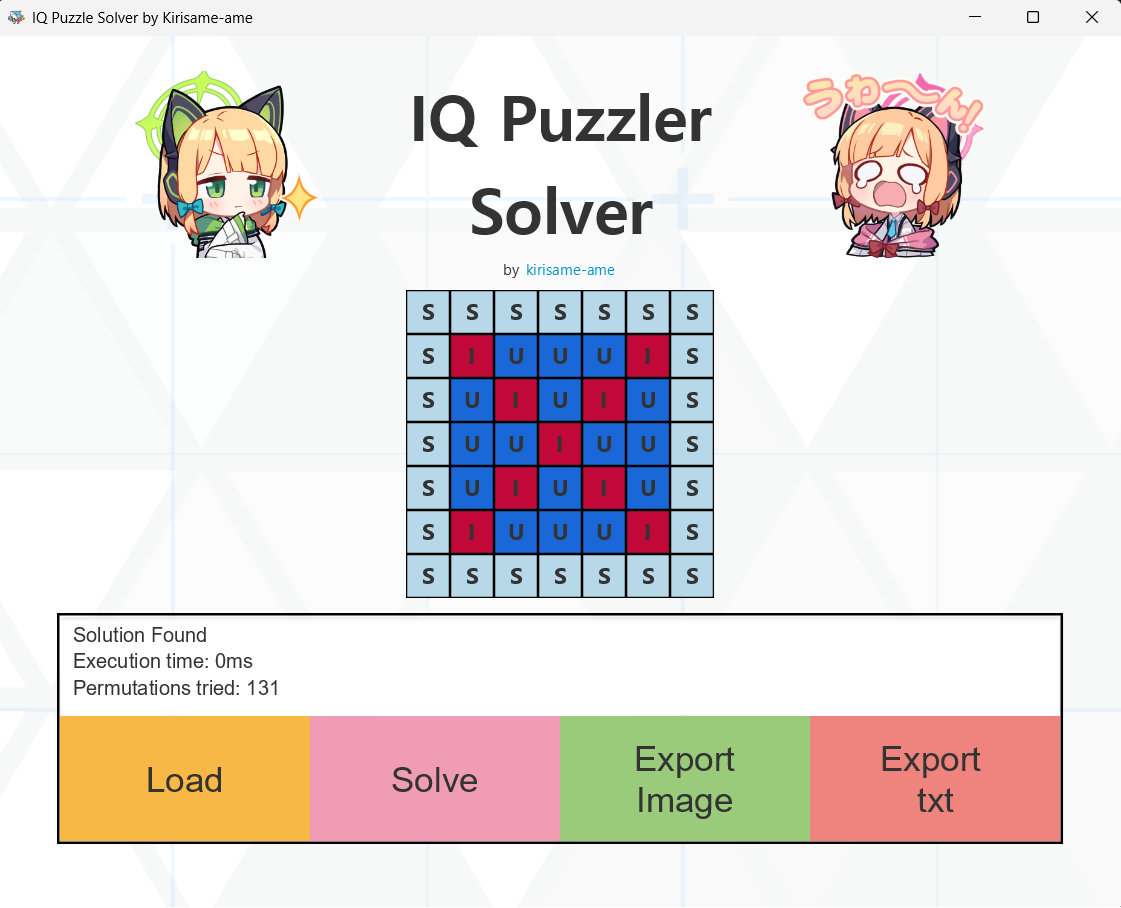 IQ Puzzle Solver by Kirisame-ame
うわ～ん!
IQ Puzzler
Solver
by kirisame-ame
S S S S S S S
S I U U U I S
S U I U I U S
S U U I U U S
S U I U I U S
S I U U U I S
S S S S S S S
Solution Found
Execution time: 0ms
Permutations tried: 131
Load
Solve
Export
Image
Export
txt